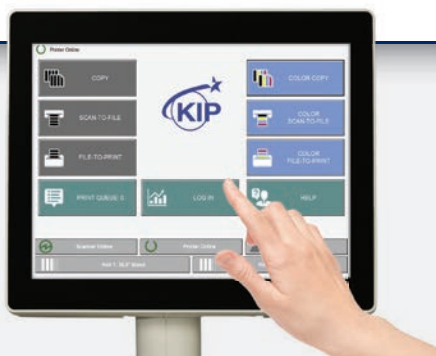 Printer Online
COPY
COLOR COPY
KIP
SCAN-TO-FILE
COLOR
SCAN-TO-FILE
FILE-TO-PRINT
COLOR
FILE-TO-PRINT
PRINT QUEUE: 0
LOG IN
HELP
Scanner Online
Printer Online